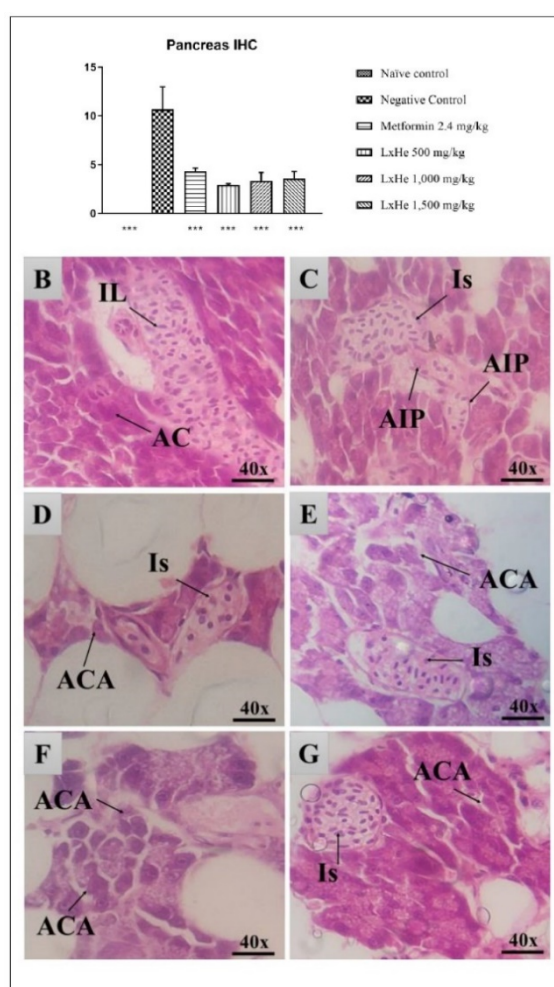 Pancreas IHC
15
10
5
0
*** *** *** *** ***
Naïve control
Negative Control
Metformin 2.4 mg/kg
LxHe 500 mg/kg
LxHe 1,000 mg/kg
LxHe 1,500 mg/kg
B
IL
AC
40x
C
Is
AIP
AIP
40x
D
Is
ACA
40x
E
ACA
Is
40x
F
ACA
ACA
40x
G
ACA
Is
40x